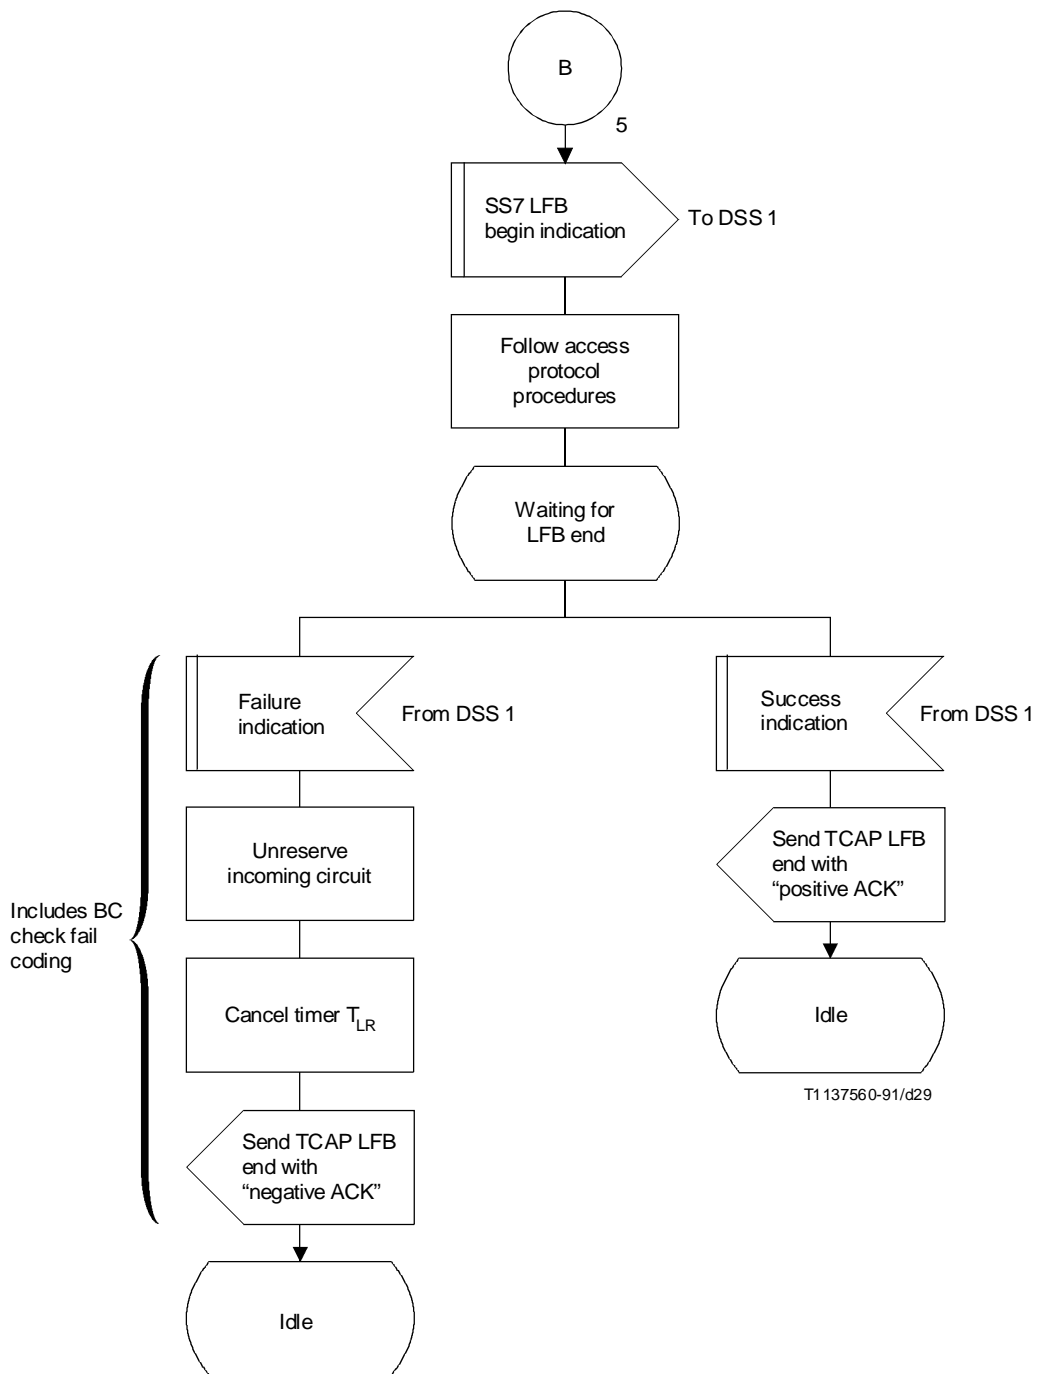 B
5
SS7 LFB
begin indication
To DSS 1
Follow access
protocol
procedures
Waiting for
LFB end
Failure
indication
From DSS 1
Success
indication
From DSS 1
Unreserve
incoming circuit
Send TCAP LFB
end with
“positive ACK”
Includes BC
check fail
coding
Cancel timer TLR
Idle
T1137560-91/d29
Send TCAP LFB
end with
“negative ACK”
Idle